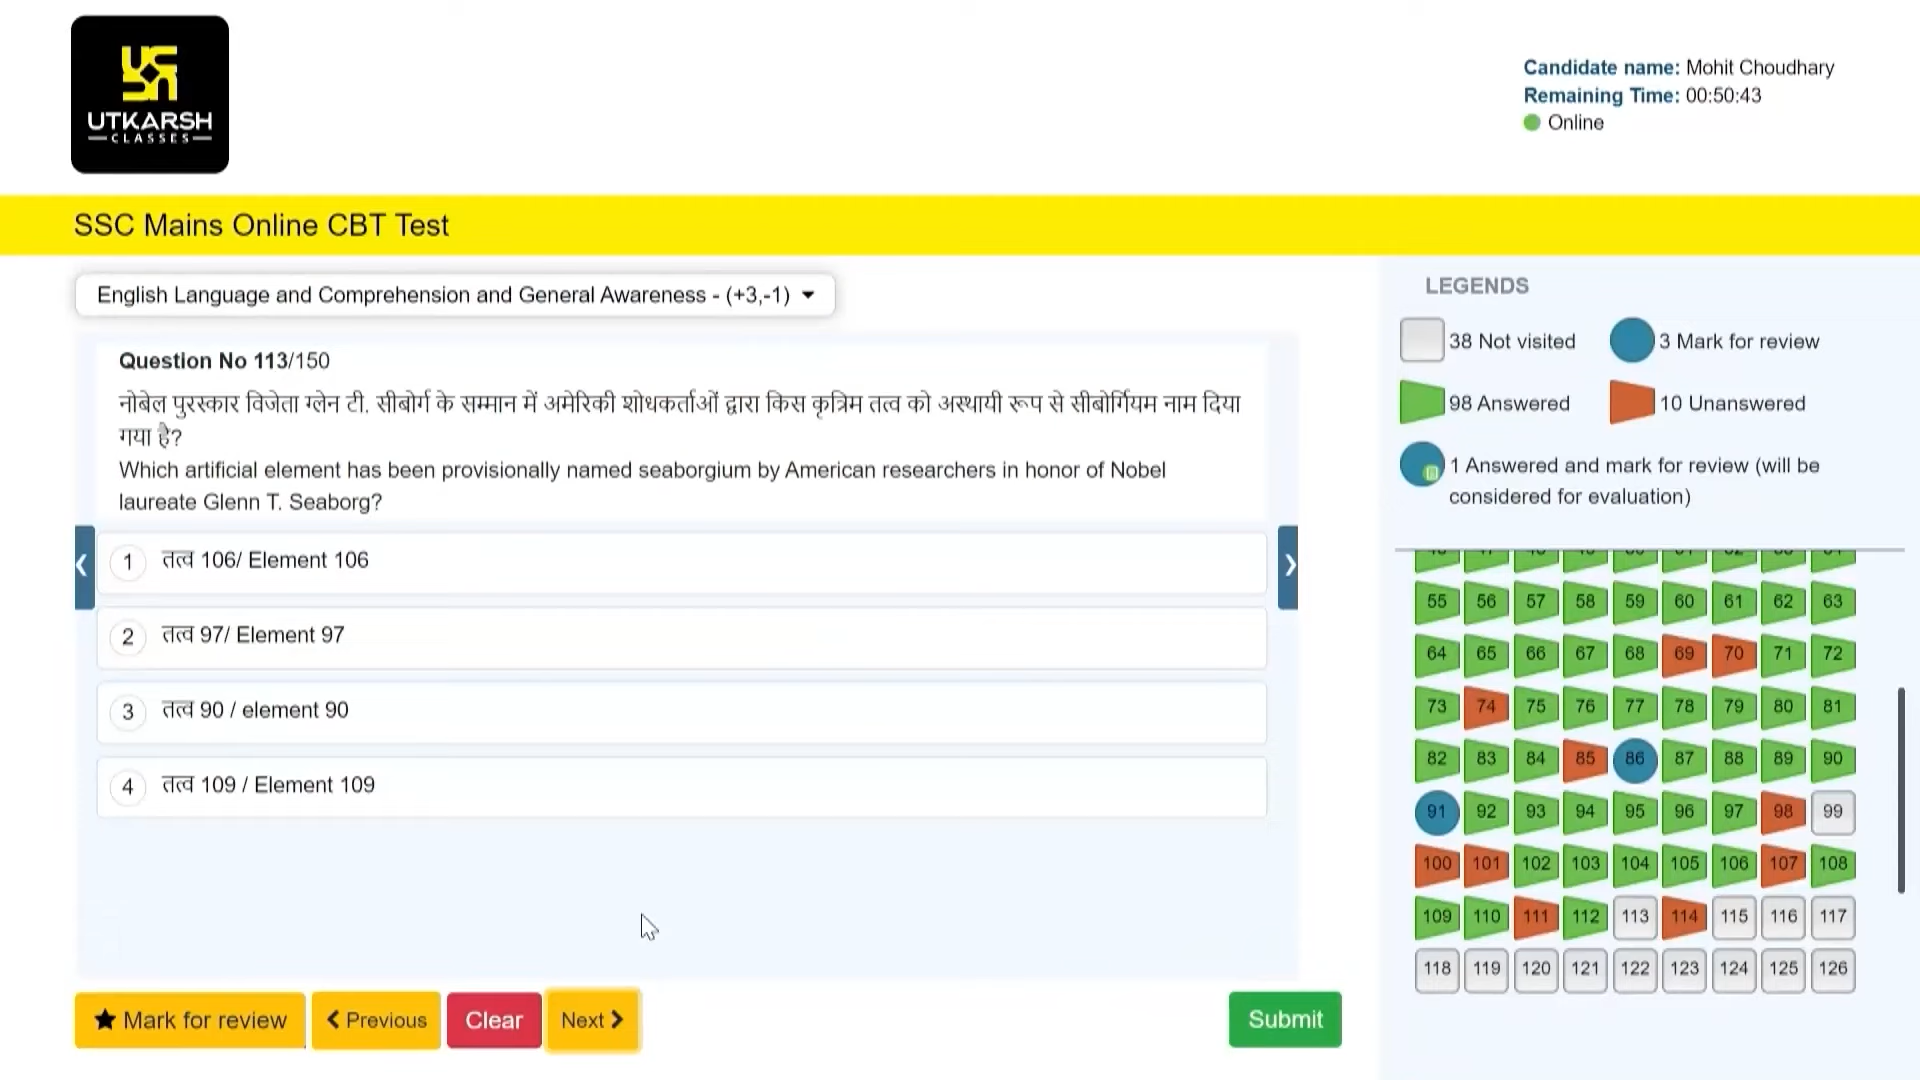 UTKARSH
CLASSES
Candidate name: Mohit Choudhary
Remaining Time: 00:50:43
Online
SSC Mains Online CBT Test
English Language and Comprehension and General Awareness - (+3,-1)
Question No 113/150
नोबेल पुरस्कार विजेता ग्लेन टी. सीबोर्ग के सम्मान में अमेरिकी शोधकर्ताओं द्वारा किस कृत्रिम तत्व को अस्थायी रूप से सीबोर्गियम नाम दिया
गया है?
Which artificial element has been provisionally named seaborgium by American researchers in honor of Nobel
laureate Glenn T. Seaborg?
1 तत्व 106/ Element 106
2 तत्व 97/ Element 97
3 तत्व 90 / element 90
4 तत्व 109 / Element 109
Mark for review
Previous
Clear
Next
Submit
LEGENDS
38 Not visited
3 Mark for review
98 Answered
10 Unanswered
1 Answered and mark for review (will be
considered for evaluation)
55 56 57 58 59 60 61 62 63
64 65 66 67 68 69 70 71 72
73 74 75 76 77 78 79 80 81
82 83 84 85 86 87 88 89 90
91 92 93 94 95 96 97 98 99
100 101 102 103 104 105 106 107 108
109 110 111 112 113 114 115 116 117
118 119 120 121 122 123 124 125 126